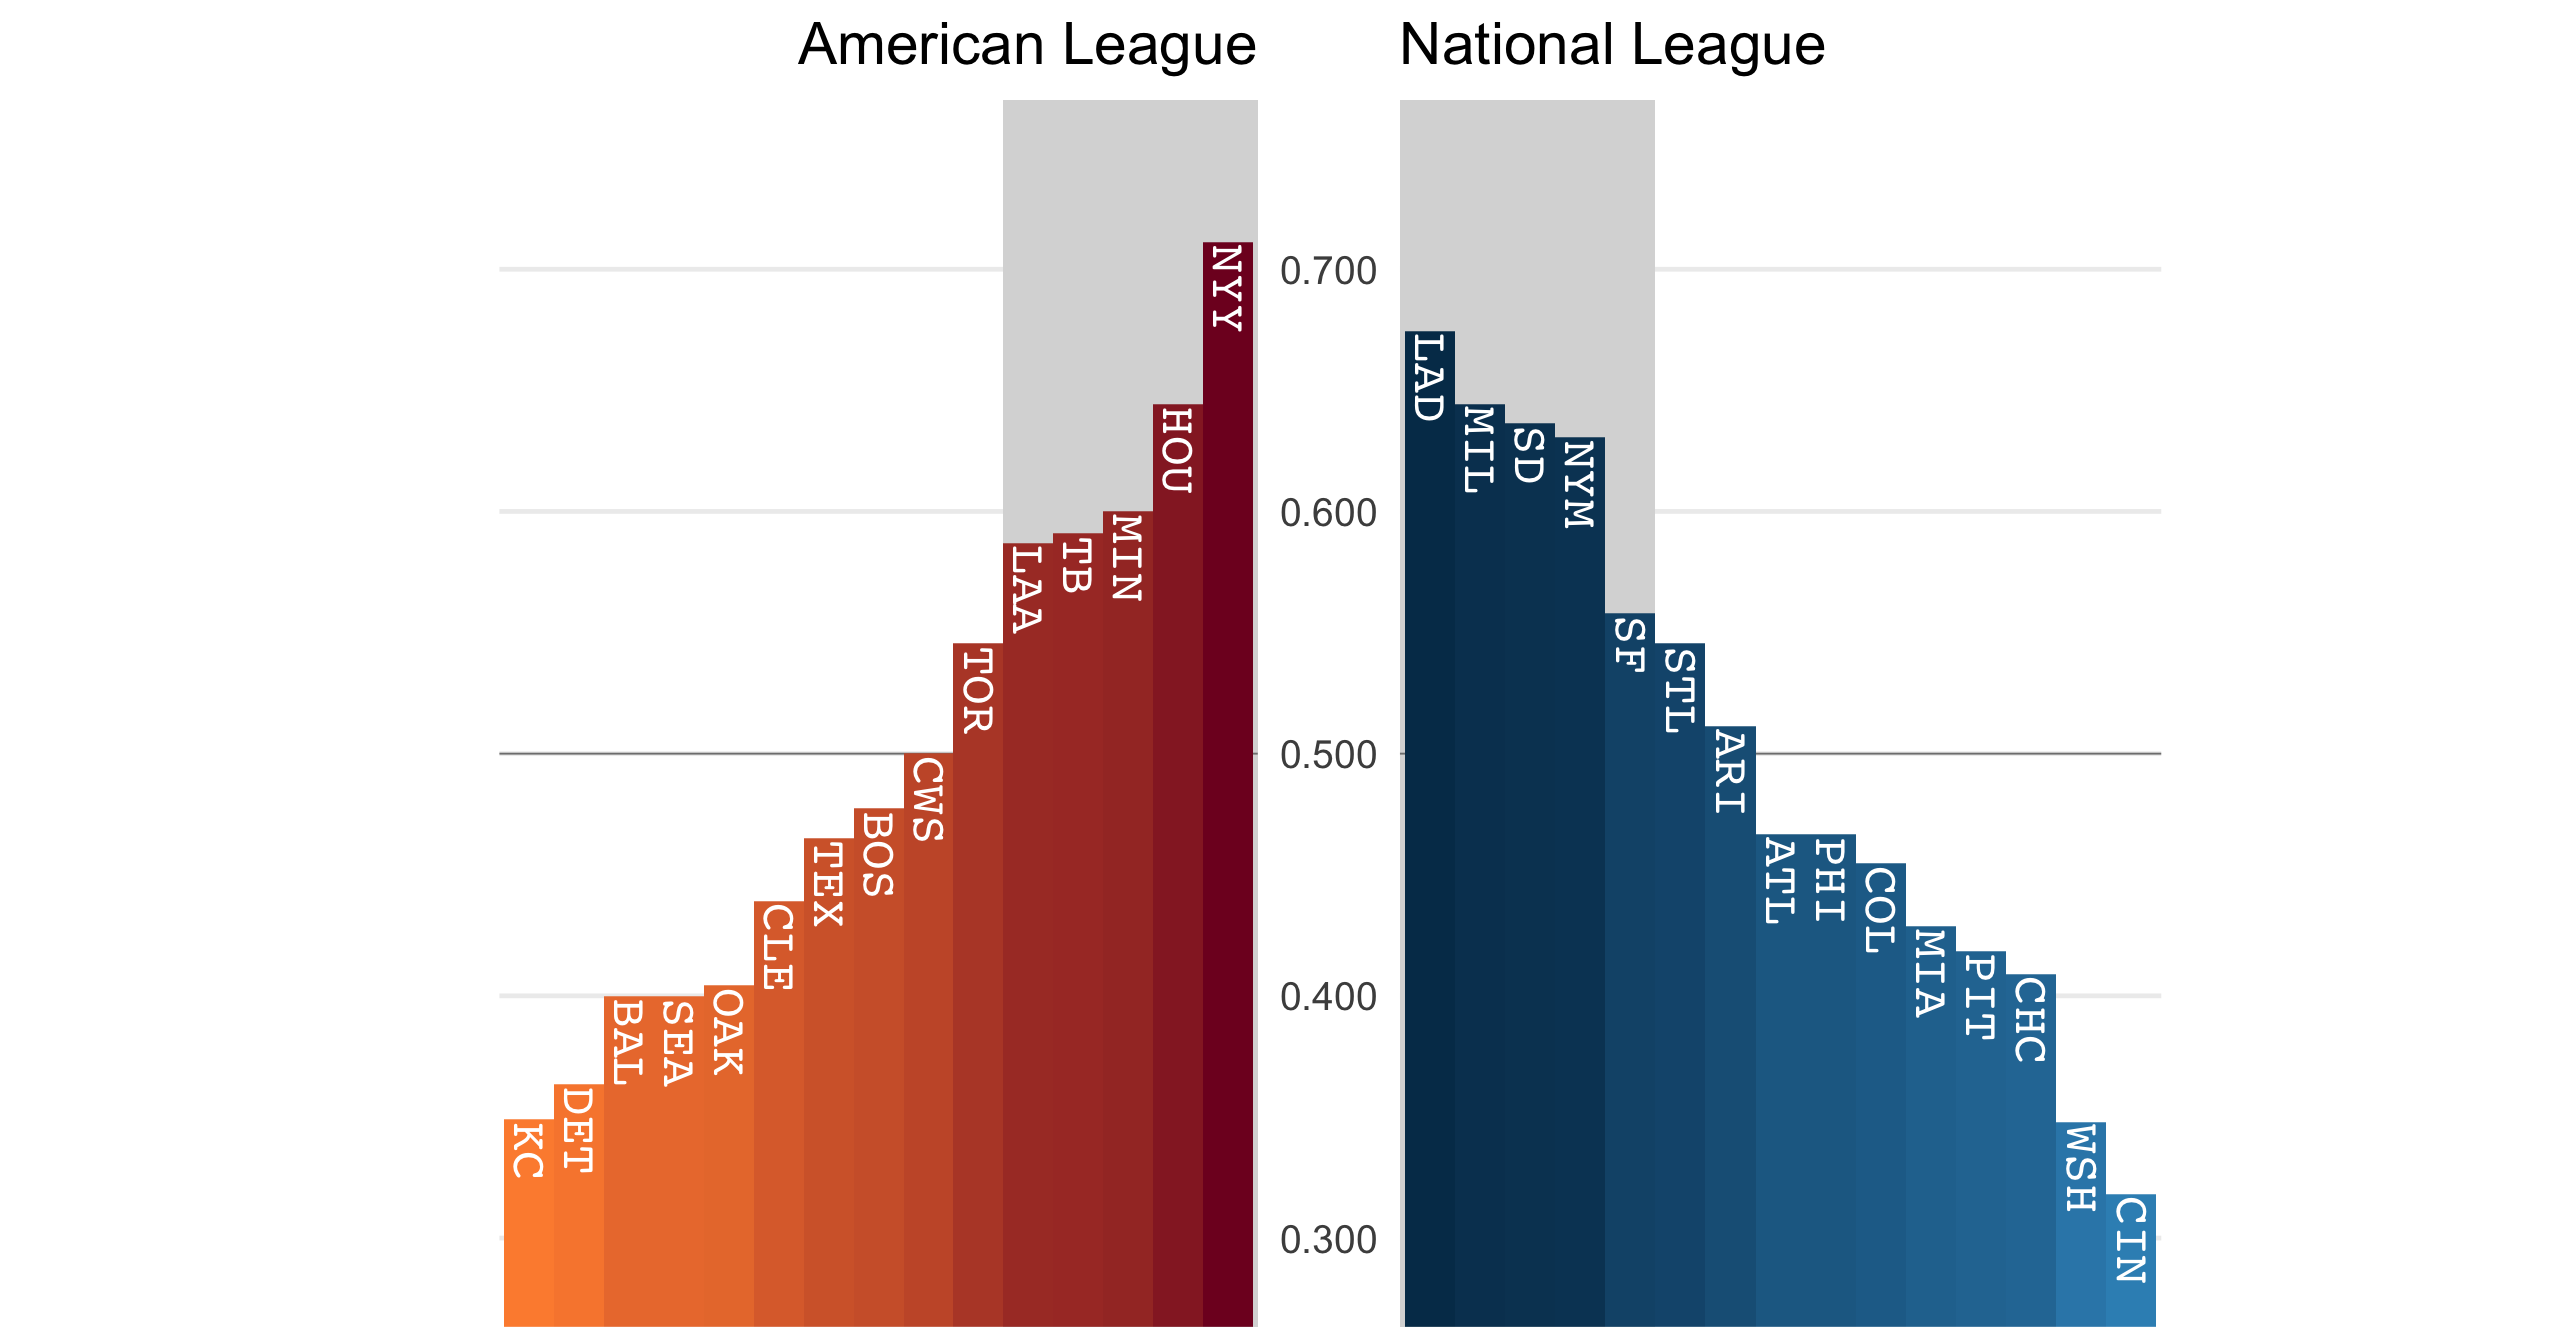 American League
National League
0.700
0.600
0.500
0.400
0.300
KC
DET
BAL
SEA
OAK
CLE
TEX
BOS
CWS
TOR
LAA
TB
MIN
HOU
NYY
LAD
MIL
SD
NYM
SF
STL
ARI
ATL
PHI
COL
MIA
PIT
CHC
WSH
CIN